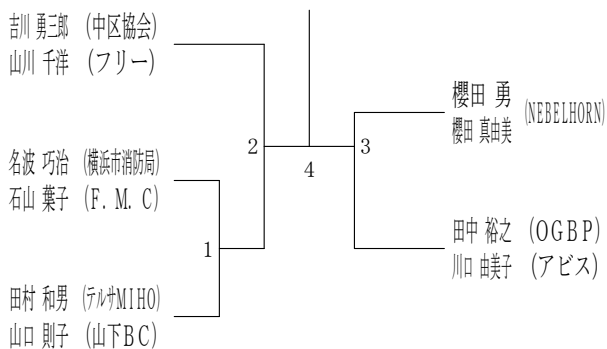 吉川 勇三郎 (中区協会)
山川 千洋 (フリー)
名波 巧治 (横浜市消防局)
石山 葉子 (F.M.C)
田村 和男 (テルサMIHO)
山口 則子 (山下BC)
2
1
4
3
櫻田 勇
櫻田 真由美
(NEBELHORN)
田中 裕之 (OGBP)
川口 由美子 (アビス)